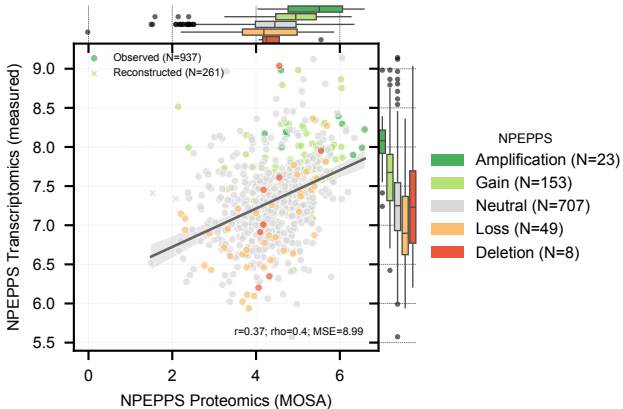 Observed (N=937)
Reconstructed (N=261)
NPEPPS Transcriptomics (measured)
9.0
8.5
8.0
7.5
7.0
6.5
6.0
5.5
r=0.37; rho=0.4; MSE=8.99
0 2 4 6
NPEPPS Proteomics (MOSA)
NPEPPS
Amplification (N=23)
Gain (N=153)
Neutral (N=707)
Loss (N=49)
Deletion (N=8)